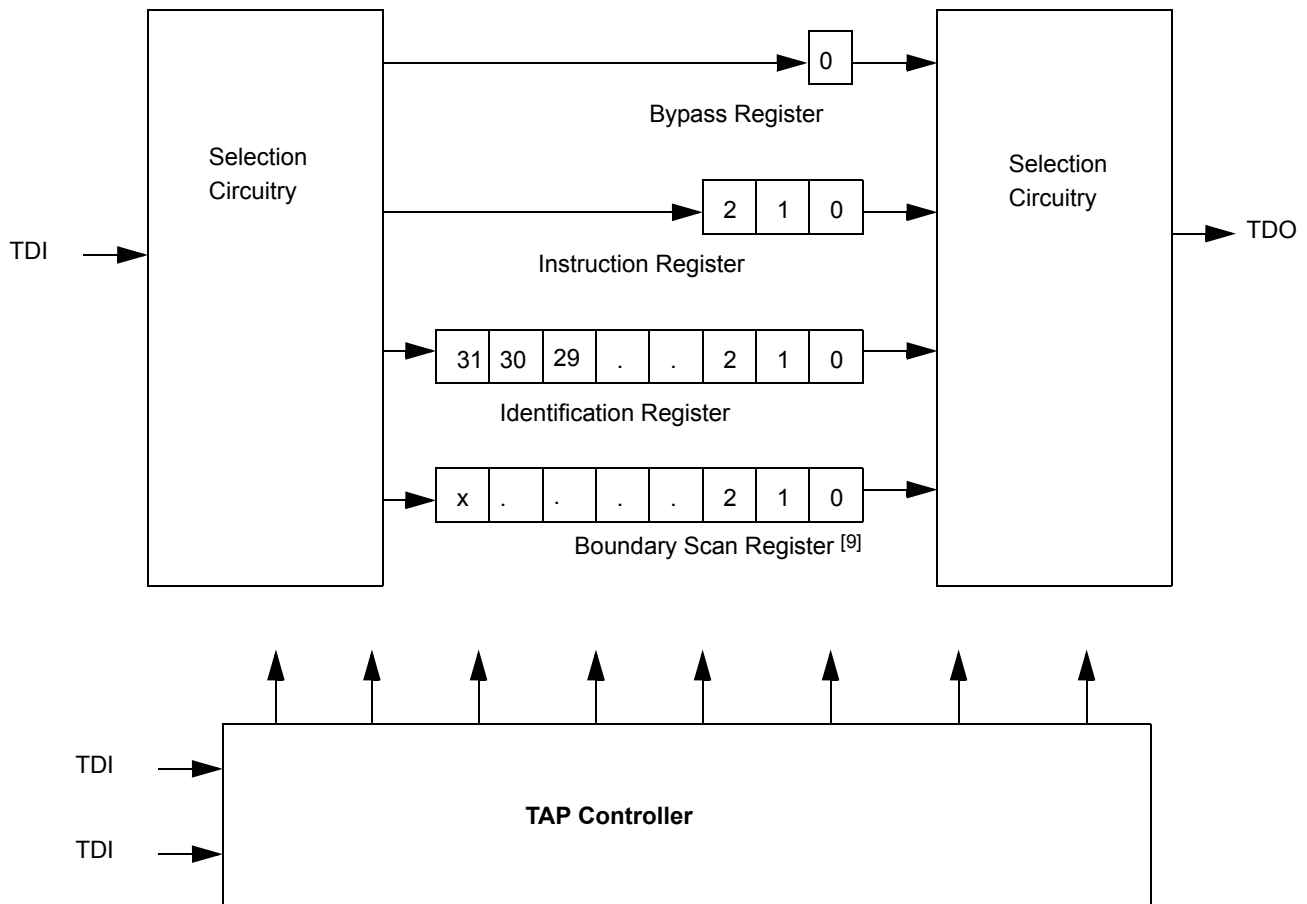 0
Bypass Register
Selection
Circuitry
Selection
Circuitry
2 1 0
TDI
TDO
Instruction Register
31 30 29 . . 2 1 0
Identification Register
x . . . . 2 1 0
Boundary Scan Register [9]
TDI
TAP Controller
TDI